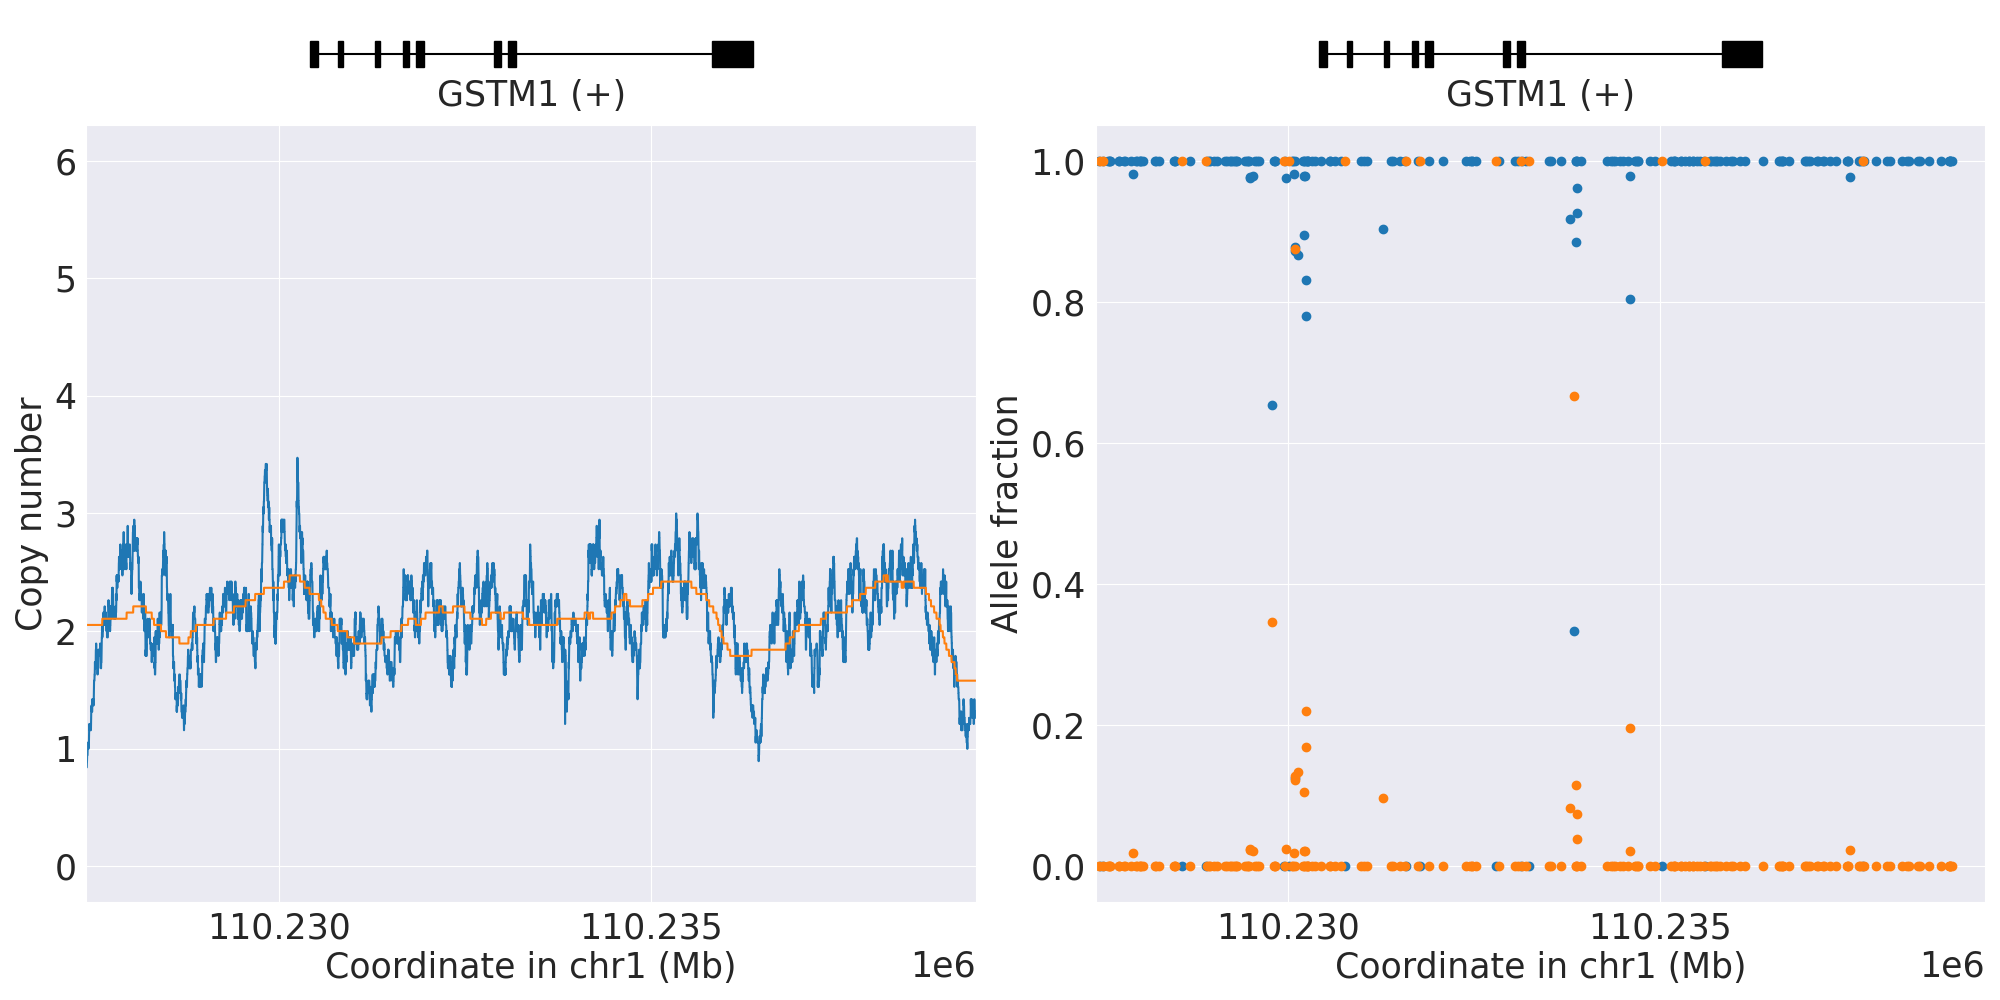 GSTM1 (+)
6
5
4
3
2
1
0
Copy number
110.230
110.235
Coordinate in chr1 (Mb)
1e6
GSTM1 (+)
1.0
0.8
0.6
0.4
0.2
0.0
Allele fraction
110.230
110.235
Coordinate in chr1 (Mb)
1e6